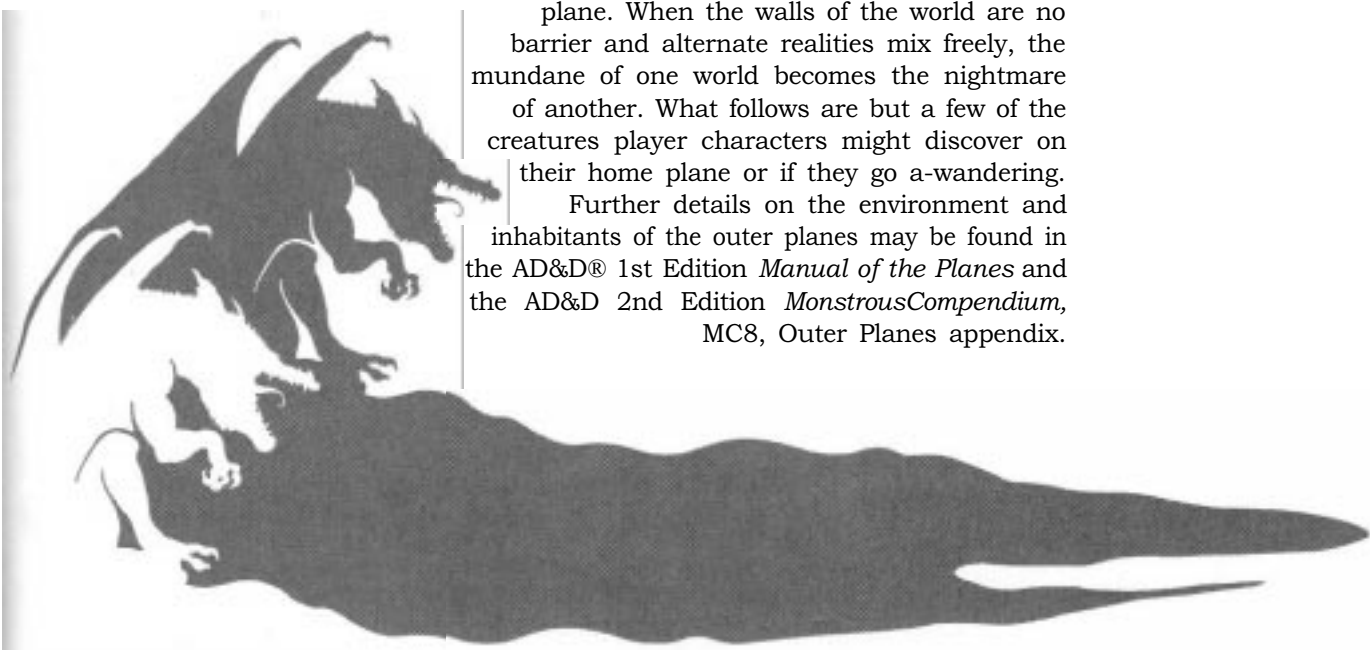 plane. When the walls of the world are no
barrier and alternate realities mix freely, the
mundane of one world becomes the nightmare
of another. What follows are but a few of the
creatures player characters might discover on
their home plane or if they go a-wandering.
Further details on the environment and
inhabitants of the outer planes may be found in
the AD&D® 1st Edition Manual of the Planes and
the AD&D 2nd Edition MonstrousCompendium,
MC8, Outer Planes appendix.